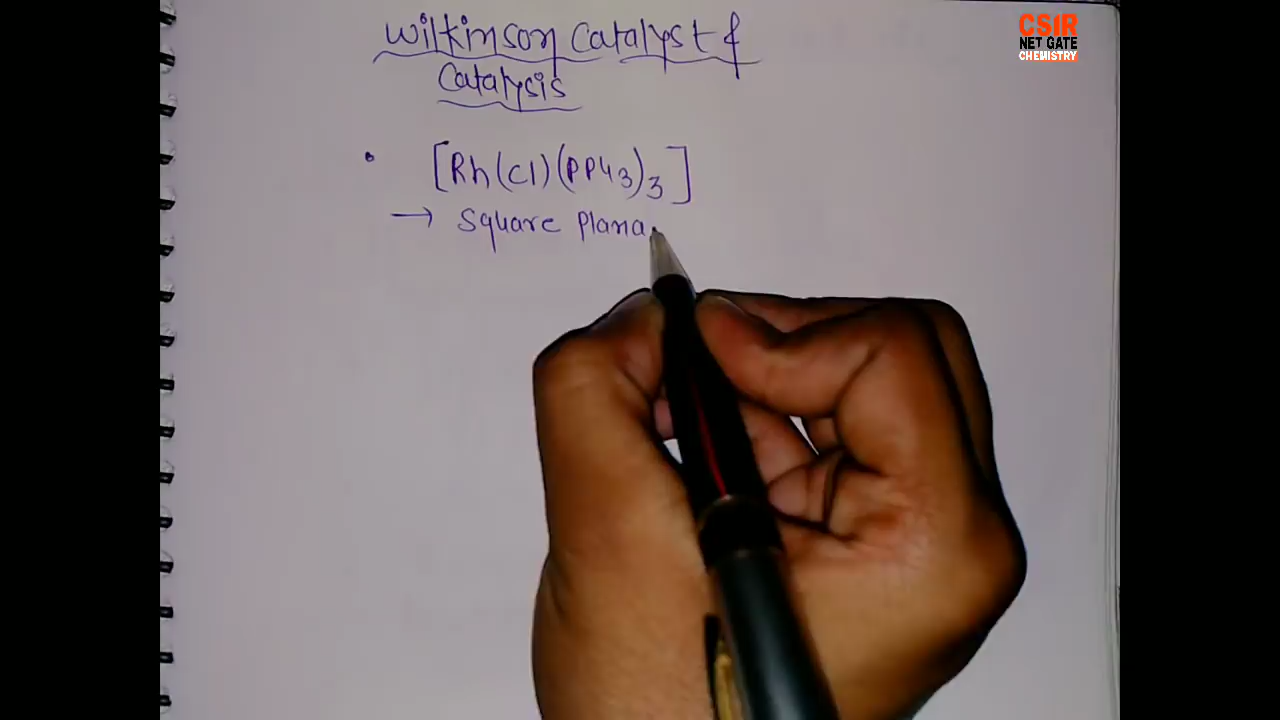 Wilkinson Catalyst &
Catalysis
• [Rh(Cl)(PPh3)3]
→ Square Plana
CSIR
NET GATE
CHEMISTRY